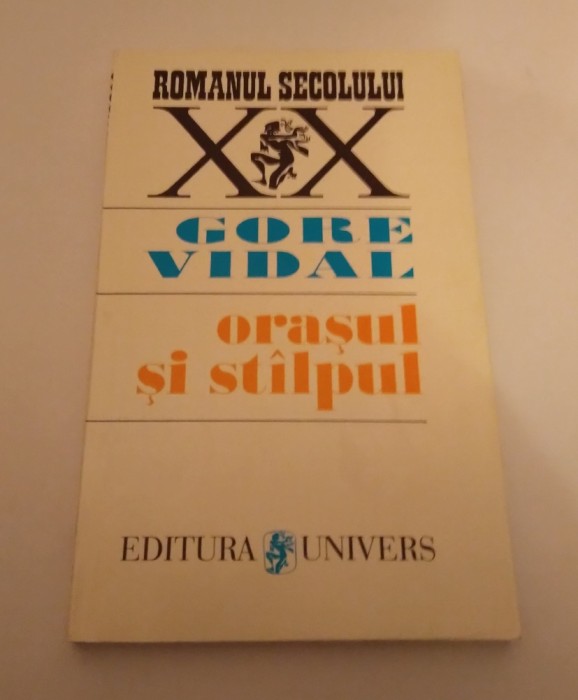 ROMANUL SECOLULUI
XX
GORE
VIDAL
orașul
și stîlpul
EDITURA UNIVERS